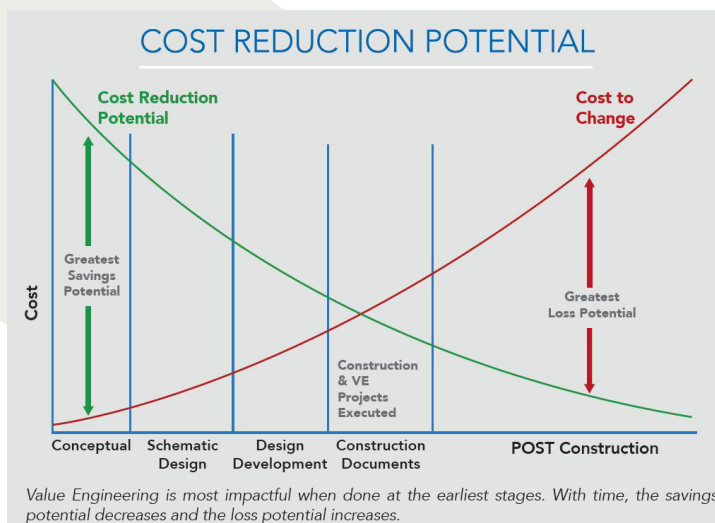 COST REDUCTION POTENTIAL
Cost Reduction
Potential
Cost to
Change
Greatest
Savings
Potential
Greatest
Loss Potential
Cost
Construction
& VE
Projects
Executed
Conceptual
Schematic
Design
Design
Development
Construction
Documents
POST Construction
Value Engineering is most impactful when done at the earliest stages. With time, the savings
potential decreases and the loss potential increases.